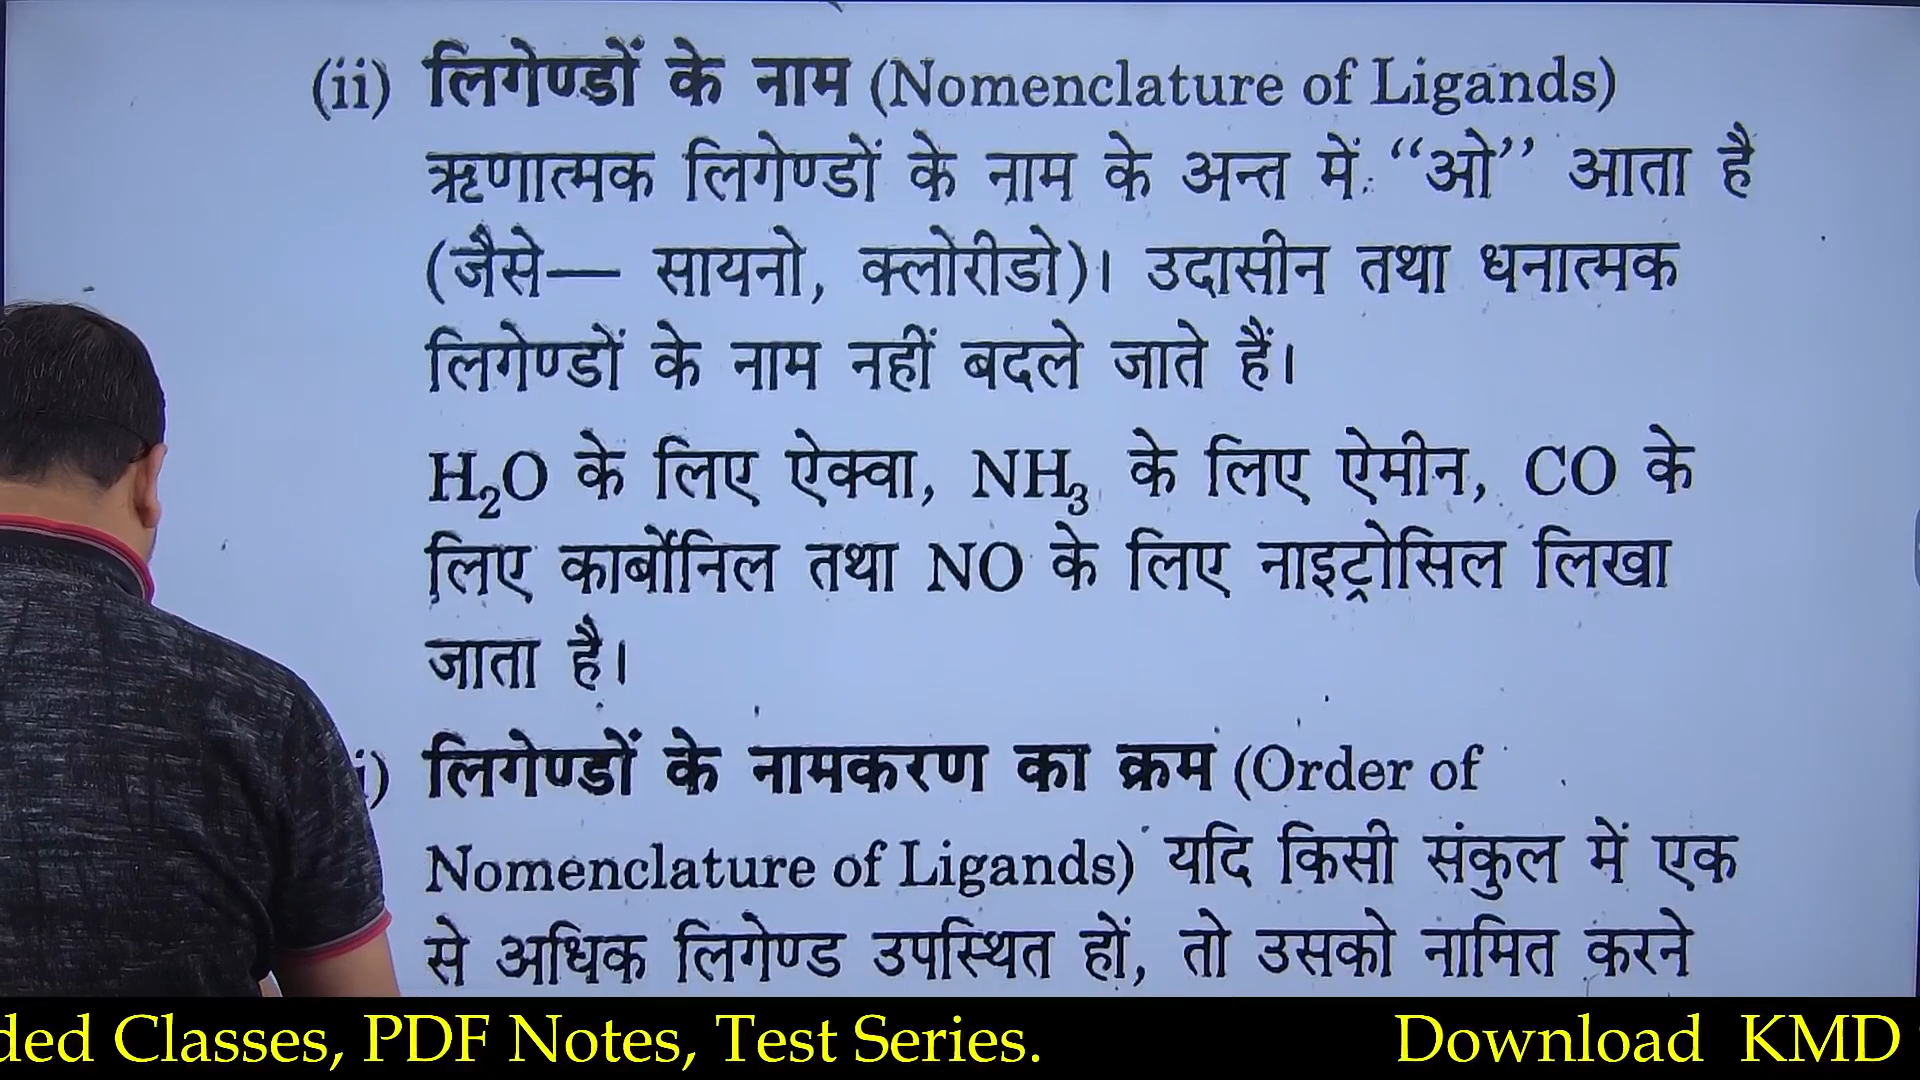 (ii) लिगेण्डों के नाम (Nomenclature of Ligands)
ऋणात्मक लिगेण्डों के नाम के अन्त में “ओ” आता है
(जैसे— सायनो, क्लोरीडो)। उदासीन तथा धनात्मक
लिगेण्डों के नाम नहीं बदले जाते हैं।
H₂O के लिए ऐक्वा, NH₃ के लिए ऐमीन, CO के
लिए कार्बोनिल तथा NO के लिए नाइट्रोसिल लिखा
जाता है।
i) लिगेण्डों के नामकरण का क्रम (Order of
Nomenclature of Ligands) यदि किसी संकुल में एक
से अधिक लिगेण्ड उपस्थित हों, तो उसको नामित करने
ded Classes, PDF Notes, Test Series. Download KMD